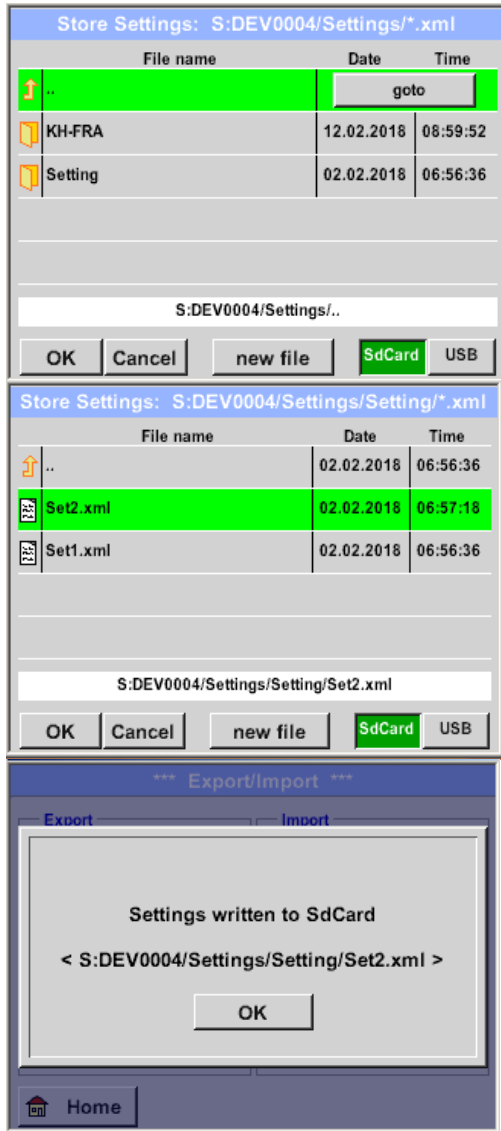 Store Settings: S:DEV0004/Settings/*.xml
File name Date Time
.. goto
KH-FRA 12.02.2018 08:59:52
Setting 02.02.2018 06:56:36
S:DEV0004/Settings/..
OK Cancel new file SdCard USB
Store Settings: S:DEV0004/Settings/Setting/*.xml
File name Date Time
.. 02.02.2018 06:56:36
Set2.xml 02.02.2018 06:57:18
Set1.xml 02.02.2018 06:56:36
S:DEV0004/Settings/Setting/Set2.xml
OK Cancel new file SdCard USB
*** Export/Import ***
Export Import
Settings written to SdCard
< S:DEV0004/Settings/Setting/Set2.xml >
OK
Home